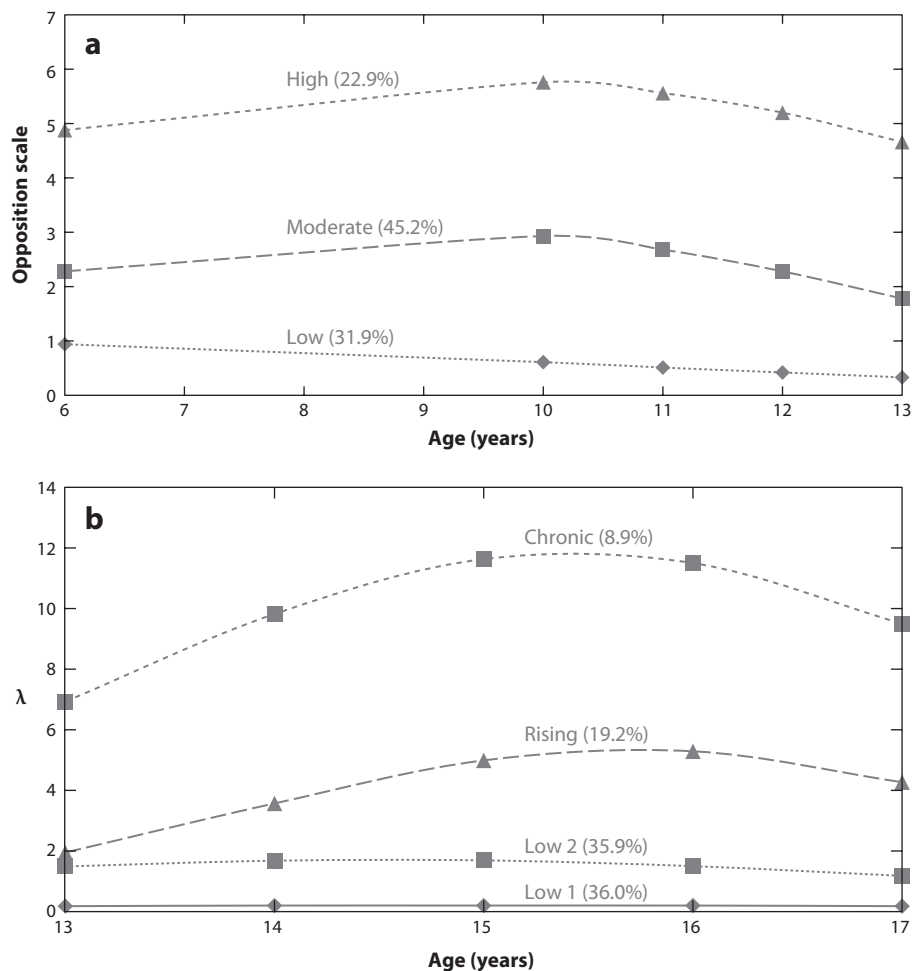 a
7
6
5
4
3
2
1
0
Opposition scale
High (22.9%)
Moderate (45.2%)
Low (31.9%)
6 7 8 9 10 11 12 13
Age (years)
b
14
12
10
8
6
4
2
0
λ
Chronic (8.9%)
Rising (19.2%)
Low 2 (35.9%)
Low 1 (36.0%)
13 14 15 16 17
Age (years)